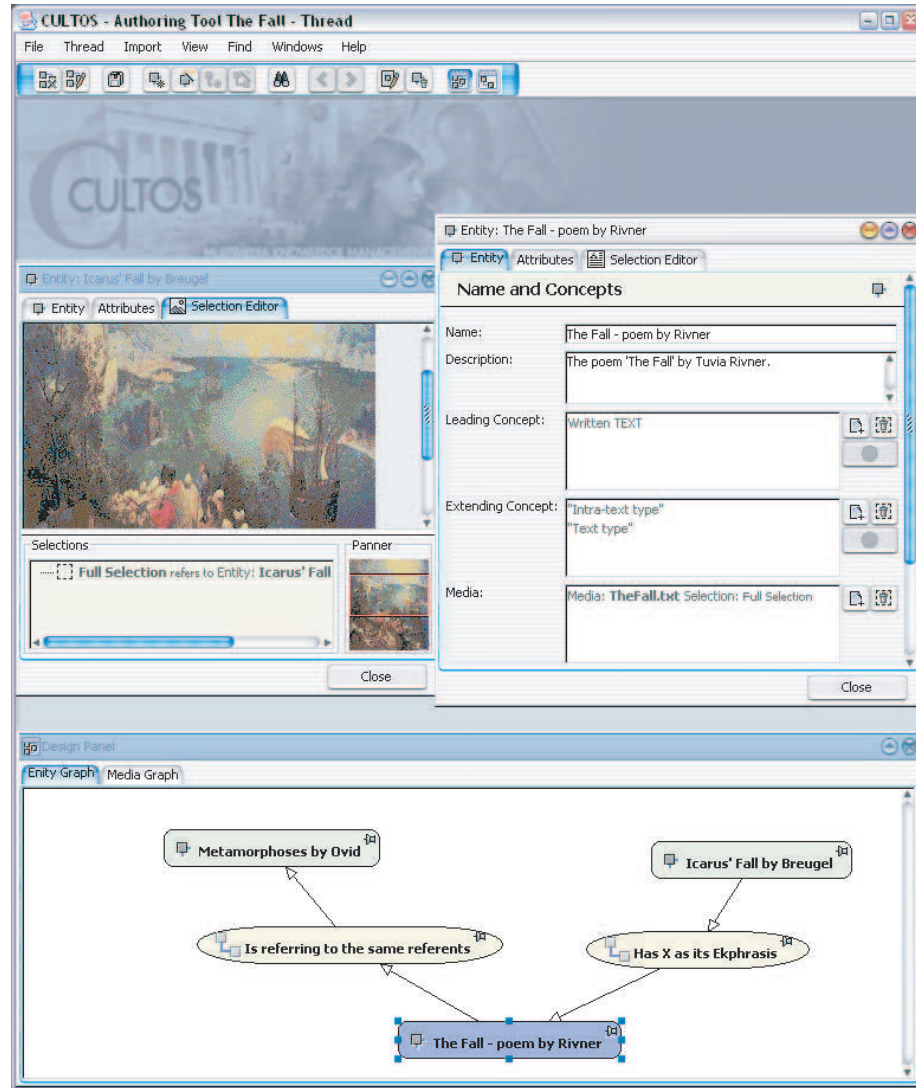 CULTOS - Authoring Tool The Fall - Thread
File Thread Import View Find Windows Help
CULTOS
MULTIMEDIA KNOWLEDGE MANAGEMENT
Entity: Icarus' Fall by Breugel
Entity Attributes Selection Editor
Selections
Full Selection refers to Entity: Icarus' Fall
Panner
Close
Entity: The Fall - poem by Rivner
Entity Attributes Selection Editor
Name and Concepts
Name: The Fall - poem by Rivner
Description: The poem 'The Fall' by Tuvia Rivner.
Leading Concept: Written TEXT
Extending Concept: "Intra-text type"
"Text type"
Media: Media: TheFall.txt Selection: Full Selection
Close
Design Panel
Enity Graph Media Graph
Metamorphoses by Ovid
Icarus' Fall by Breugel
Is referring to the same referents
Has X as its Ekphrasis
The Fall - poem by Rivner